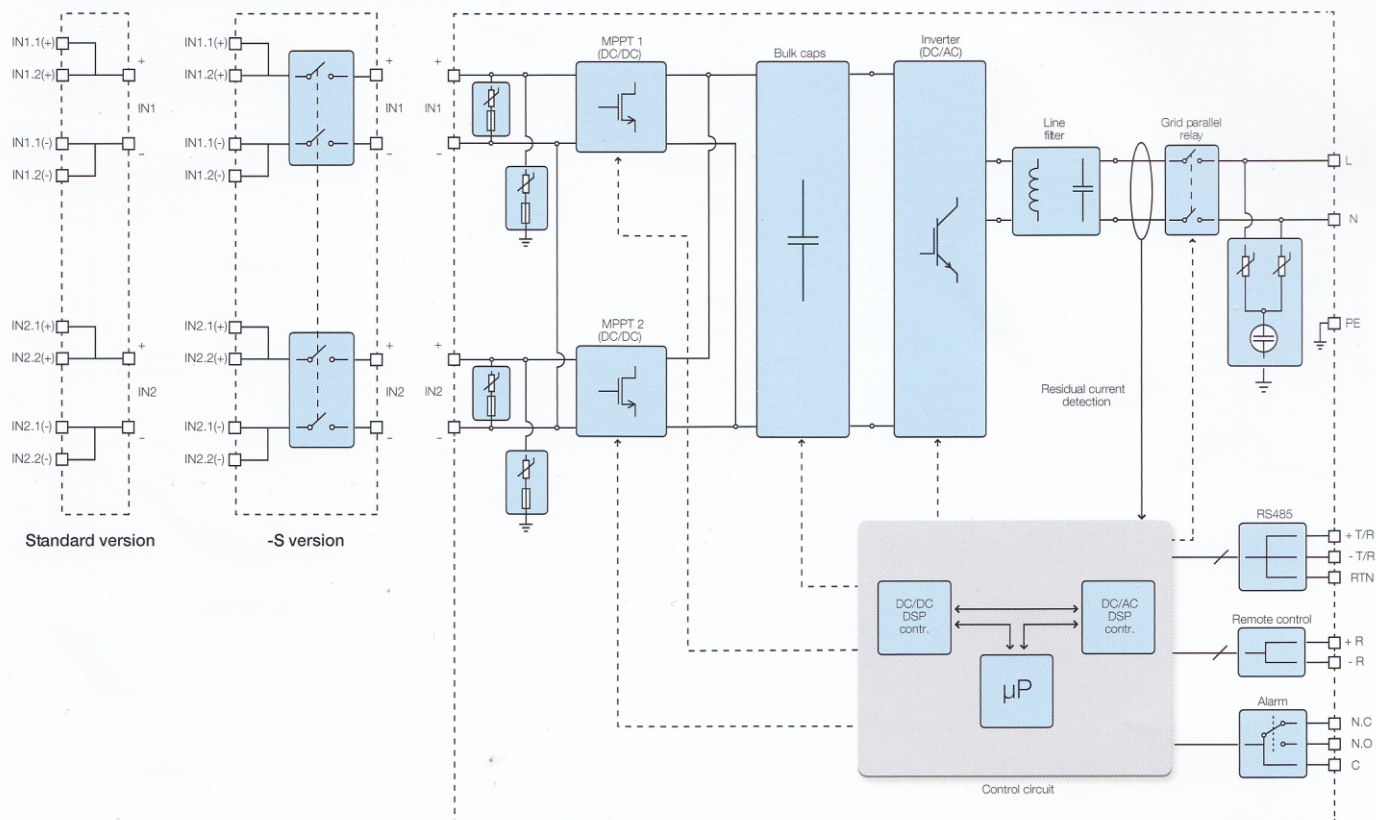 IN1.1(+)
IN1.2(+)
+
IN1
IN1.1(-)
-
IN1.2(-)
IN2.1(+)
+
IN2.2(+)
IN2
IN2.1(-)
-
IN2.2(-)
Standard version
IN1.1(+)
IN1.2(+)
+
IN1
IN1.1(-)
-
IN1.2(-)
IN2.1(+)
+
IN2.2(+)
IN2
IN2.1(-)
-
IN2.2(-)
-S version
+
IN1
-
+
IN2
-
MPPT 1
(DC/DC)
MPPT 2
(DC/DC)
Bulk caps
Inverter
(DC/AC)
Line
filter
Grid parallel
relay
L
N
PE
Residual current
detection
DC/DC
DSP
contr.
DC/AC
DSP
contr.
µP
Control circuit
RS485
+ T/R
- T/R
RTN
Remote control
+ R
- R
Alarm
N.C
N.O
C